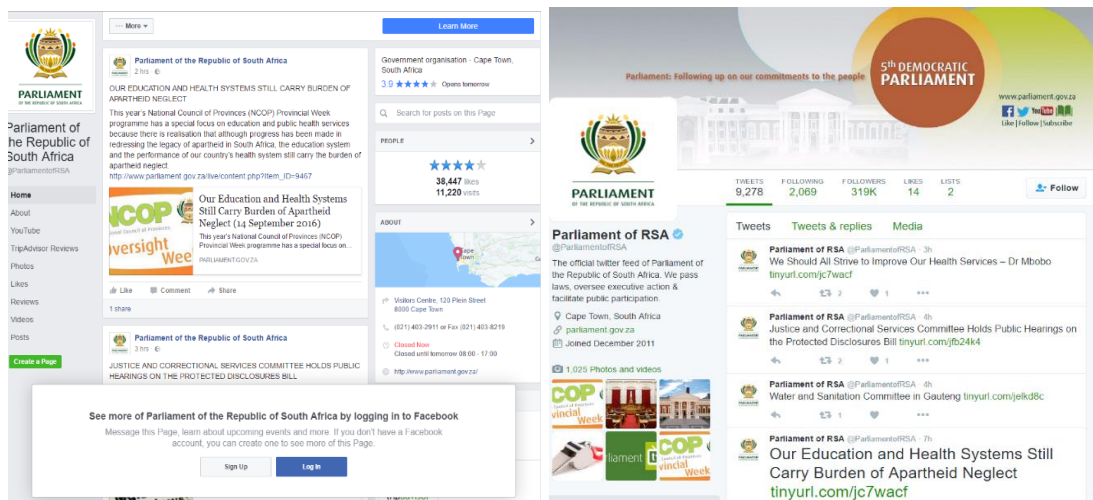 PARLIAMENT
OF THE REPUBLIC OF SOUTH AFRICA
Parliament of
he Republic of
South Africa
@ParliamentofRSA
Home
About
YouTube
TripAdvisor Reviews
Photos
Likes
Reviews
Videos
Posts
Create a Page
••• More
Parliament of the Republic of South Africa
2 hrs
OUR EDUCATION AND HEALTH SYSTEMS STILL CARRY BURDEN OF
APARTHEID NEGLECT
This year's National Council of Provinces (NCOP) Provincial Week
programme has a special focus on education and public health services
because there is realisation that although progress has been made in
redressing the legacy of apartheid in South Africa, the education system
and the performance of our country's health system still carry the burden of
apartheid neglect.
http://www.parliament.gov.za/live/content.php?Item_ID=9467
NCOP
versight
Wee
Our Education and Health Systems
Still Carry Burden of Apartheid
Neglect (14 September 2016)
This year's National Council of Provinces (NCOP)
Provincial Week programme has a special focus on...
PARLIAMENT.GOV.ZA
Like Comment Share
1 share
Parliament of the Republic of South Africa
3 hrs
JUSTICE AND CORRECTIONAL SERVICES COMMITTEE HOLDS PUBLIC
HEARINGS ON THE PROTECTED DISCLOSURES BILL
Learn More
Government organisation - Cape Town,
South Africa
3.9 ★★★★★ Opens tomorrow
Search for posts on this Page
PEOPLE
38,447 likes
11,220 visits
ABOUT
Cape
Town
Visitors Centre, 120 Plein Street
8000 Cape Town
(021) 403-2911 or Fax (021) 403-8219
Closed Now
Closed until tomorrow 08:00 - 17:00
http://www.parliament.gov.za/
See more of Parliament of the Republic of South Africa by logging in to Facebook
Message this Page, learn about upcoming events and more. If you don't have a Facebook
account, you can create one to see more of this Page.
Sign Up
Log In
Parliament: Following up on our commitments to the people
5th DEMOCRATIC
PARLIAMENT
www.parliament.gov.za
You Tube
Like | Follow | Subscribe
PARLIAMENT
OF THE REPUBLIC OF SOUTH AFRICA
TWEETS FOLLOWING FOLLOWERS LIKES LISTS
9,278 2,069 319K 14 2
Follow
Parliament of RSA
@ParliamentofRSA
The official twitter feed of Parliament of
the Republic of South Africa. We pass
laws, oversee executive action &
facilitate public participation.
Cape Town, South Africa
parliament.gov.za
Joined December 2011
1,025 Photos and videos
COP
vincial
Week
liament
COP
vincial
Week
Tweets Tweets & replies Media
Parliament of RSA @ParliamentofRSA · 3h
We Should All Strive to Improve Our Health Services – Dr Mbobo
tinyurl.com/jc7wacf
2 1
Parliament of RSA @ParliamentofRSA · 4h
Justice and Correctional Services Committee Holds Public Hearings on
the Protected Disclosures Bill tinyurl.com/jfb24k4
2 1
Parliament of RSA @ParliamentofRSA · 4h
Water and Sanitation Committee in Gauteng tinyurl.com/jelkd8c
1
Parliament of RSA @ParliamentofRSA · 7h
Our Education and Health Systems Still
Carry Burden of Apartheid Neglect
tinyurl.com/jc7wacf